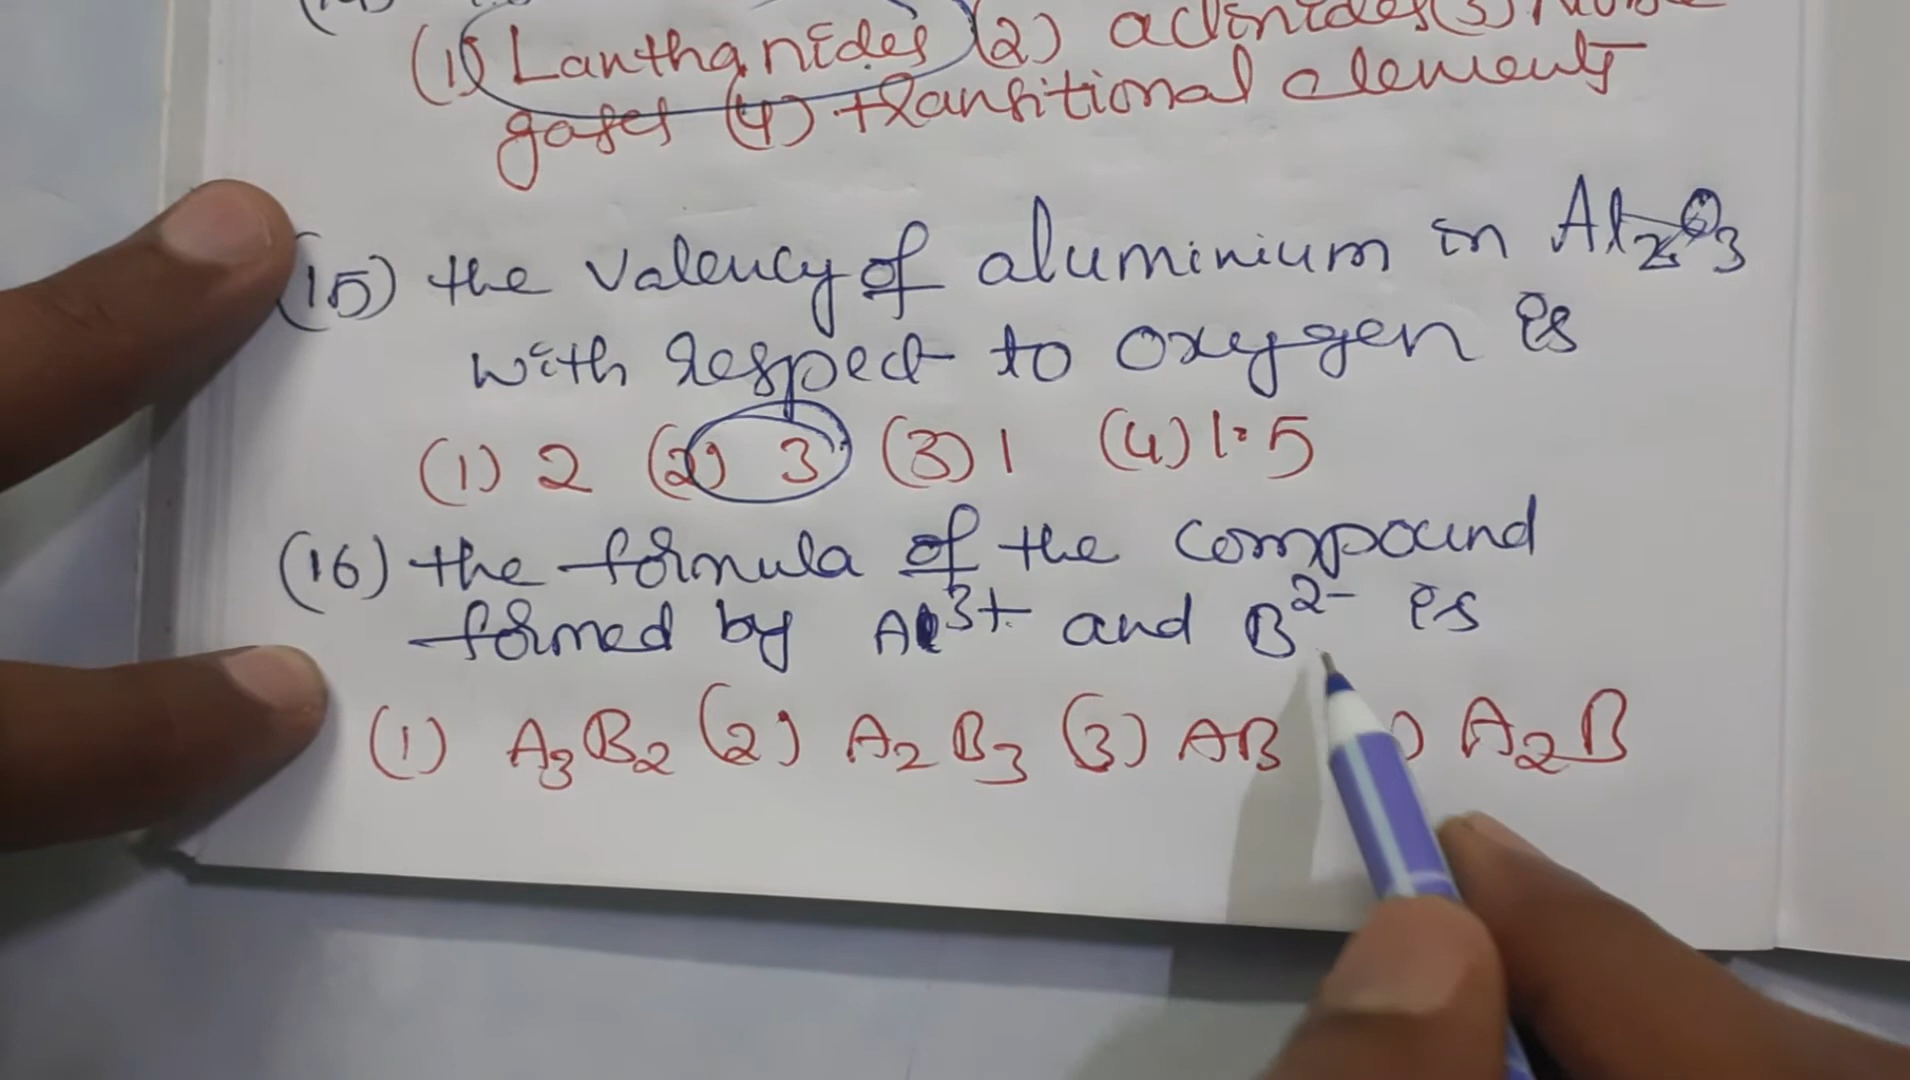 (1) Lanthanides (2) actinides (3)
gases (4) transitional elements
(15) the valency of aluminium in Al2O3
with respect to oxygen is
(1) 2 (2) 3 (3) 1 (4) 1.5
(16) the formula of the compound
formed by A3+ and B2- is
(1) A3B2 (2) A2B3 (3) AB ) A2B